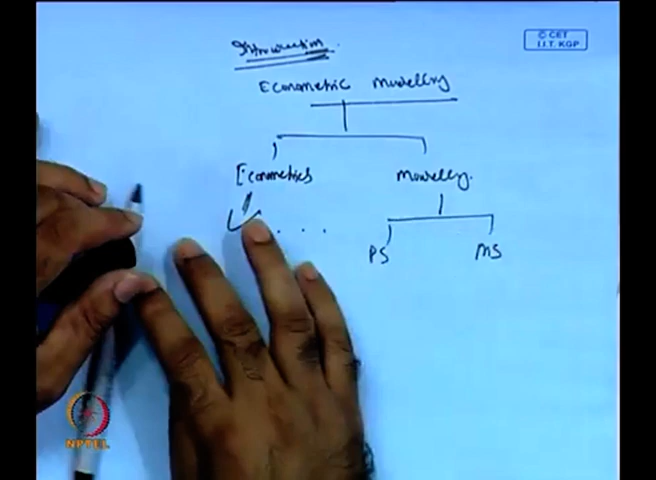 Introduction.
© CET
I.I.T. KGP
Econometric Modelling
Econometrics Modelling.
. . .
PS MS
NPTEL